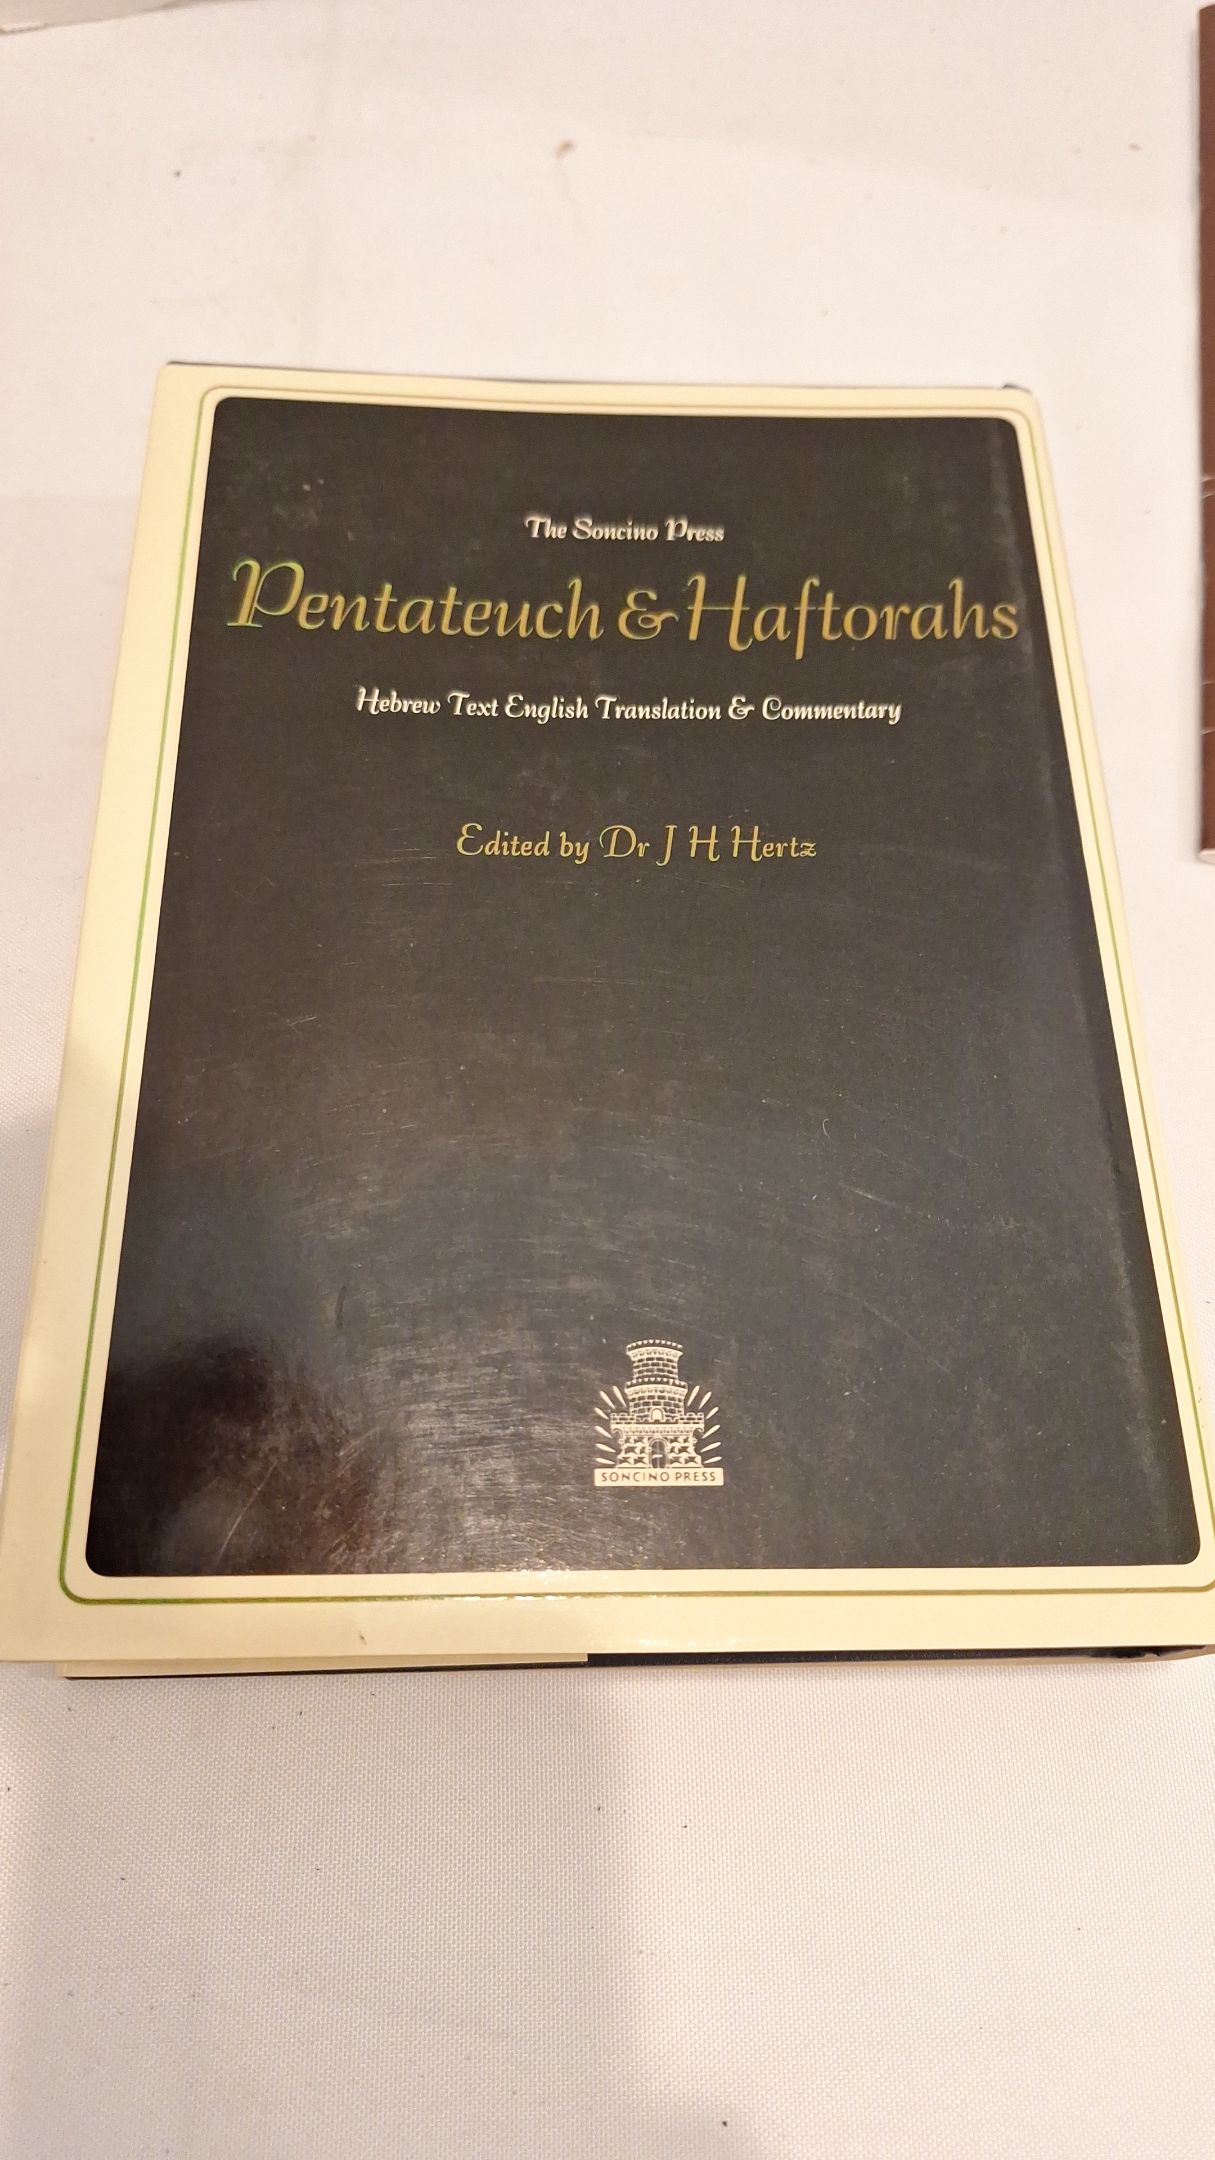 The Soncino Press
Pentateuch & Haftorahs
Hebrew Text English Translation & Commentary
Edited by Dr J H Hertz
SONCINO PRESS